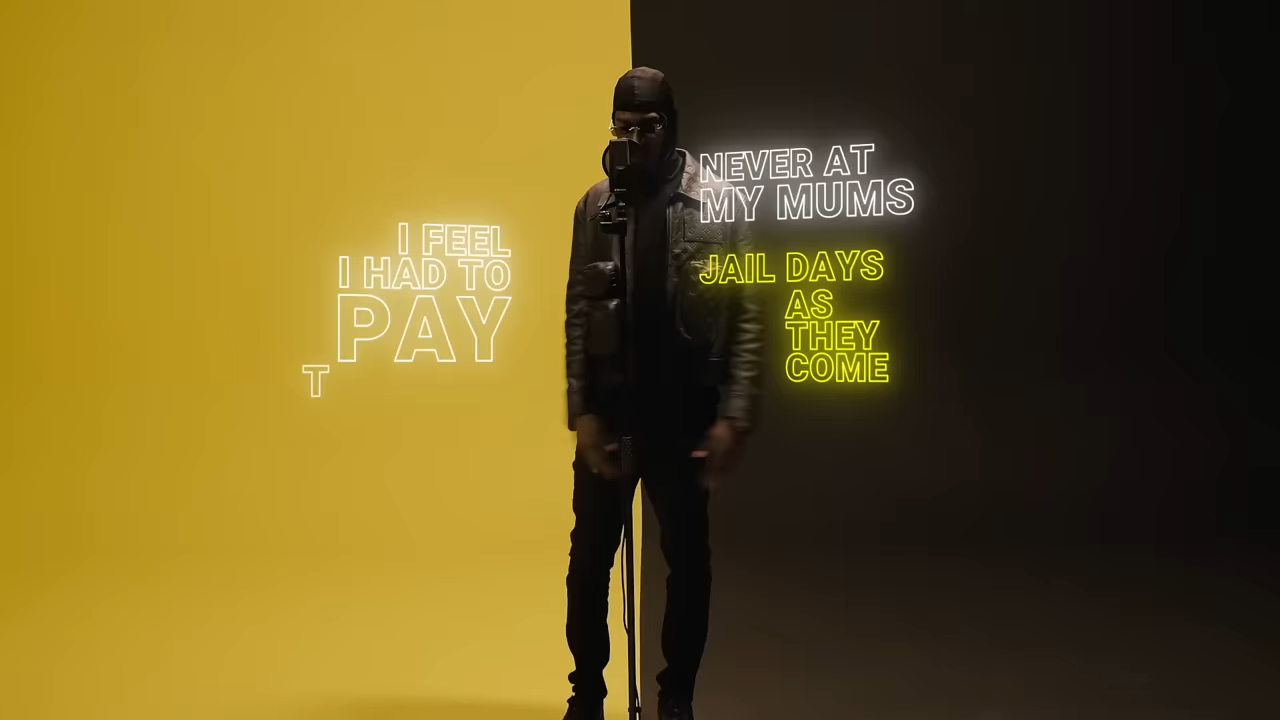 I FEEL
I HAD TO
PAY
T
NEVER AT
MY MUMS
JAIL DAYS
AS
THEY
COME